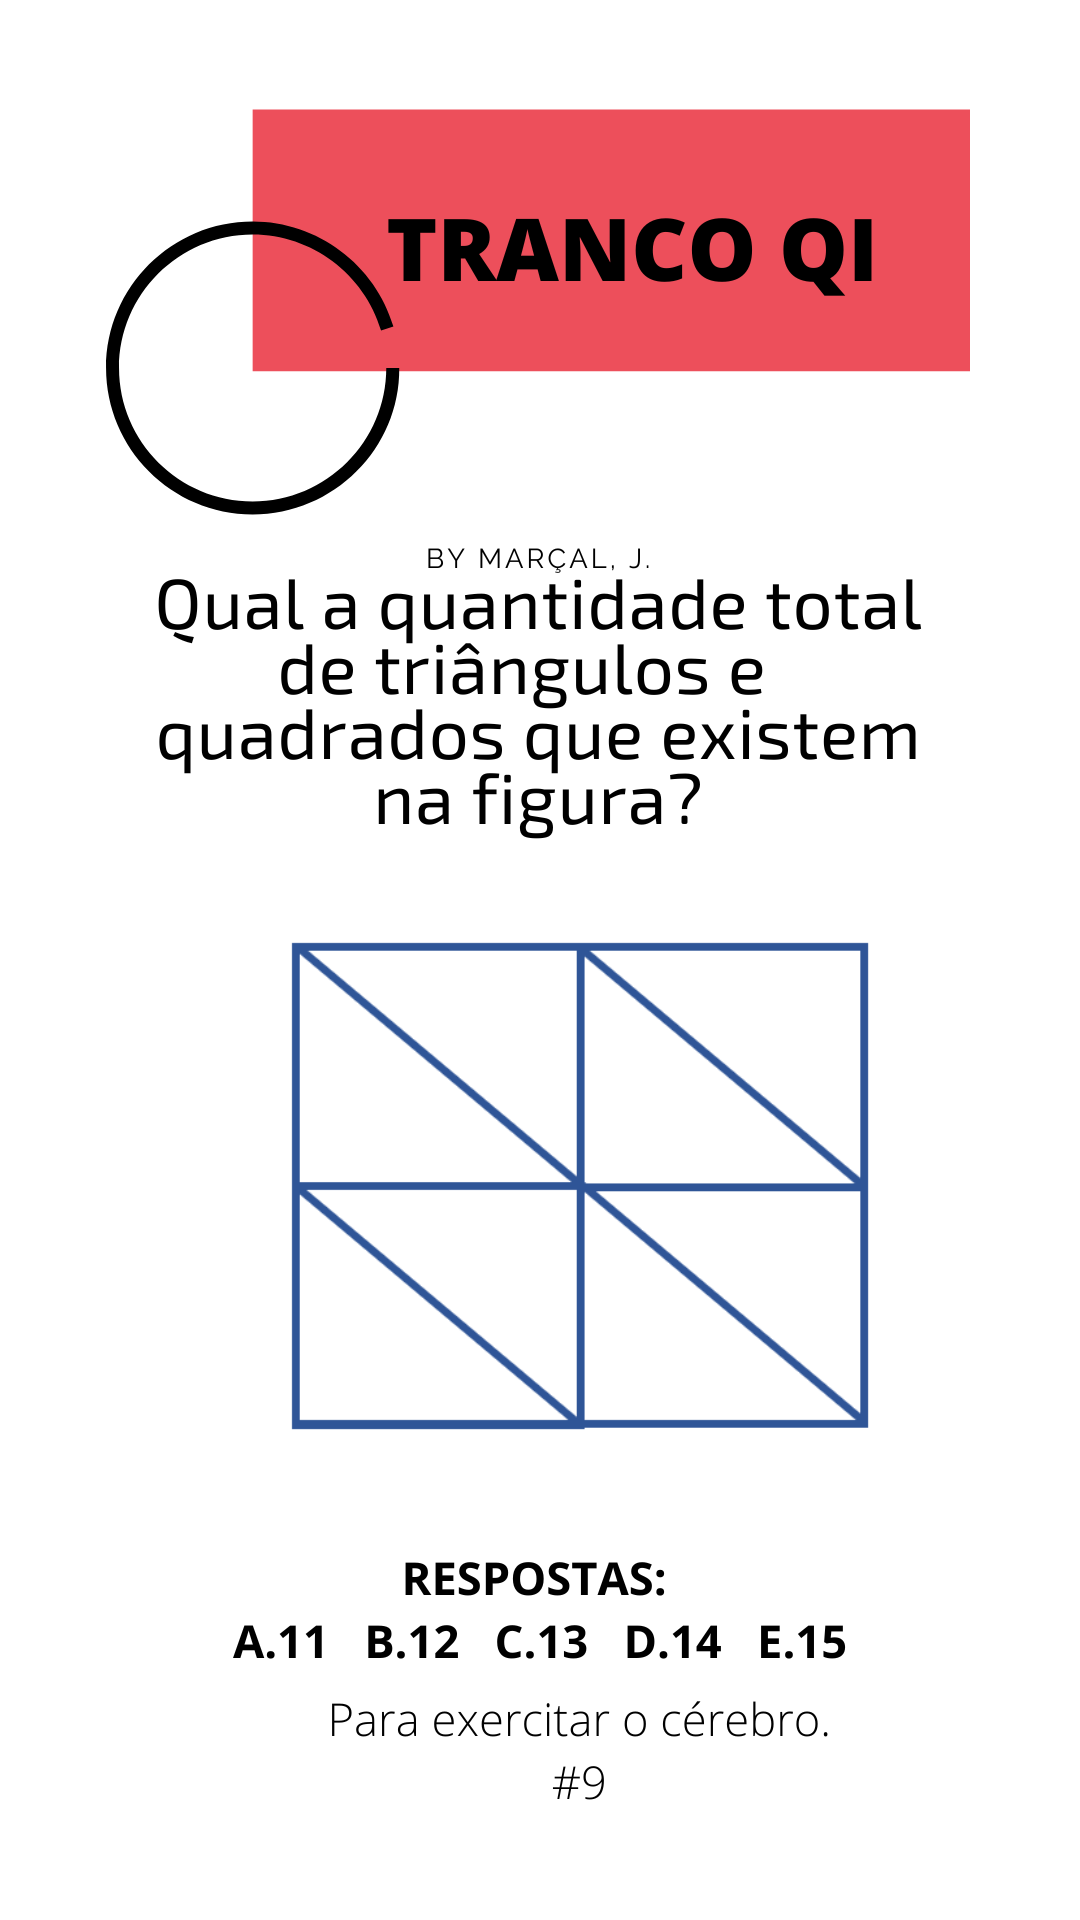 TRANCO QI
BY MARÇAL, J.
Qual a quantidade total
de triângulos e
quadrados que existem
na figura?
RESPOSTAS:
A.11 B.12 C.13 D.14 E.15
Para exercitar o cérebro.
#9